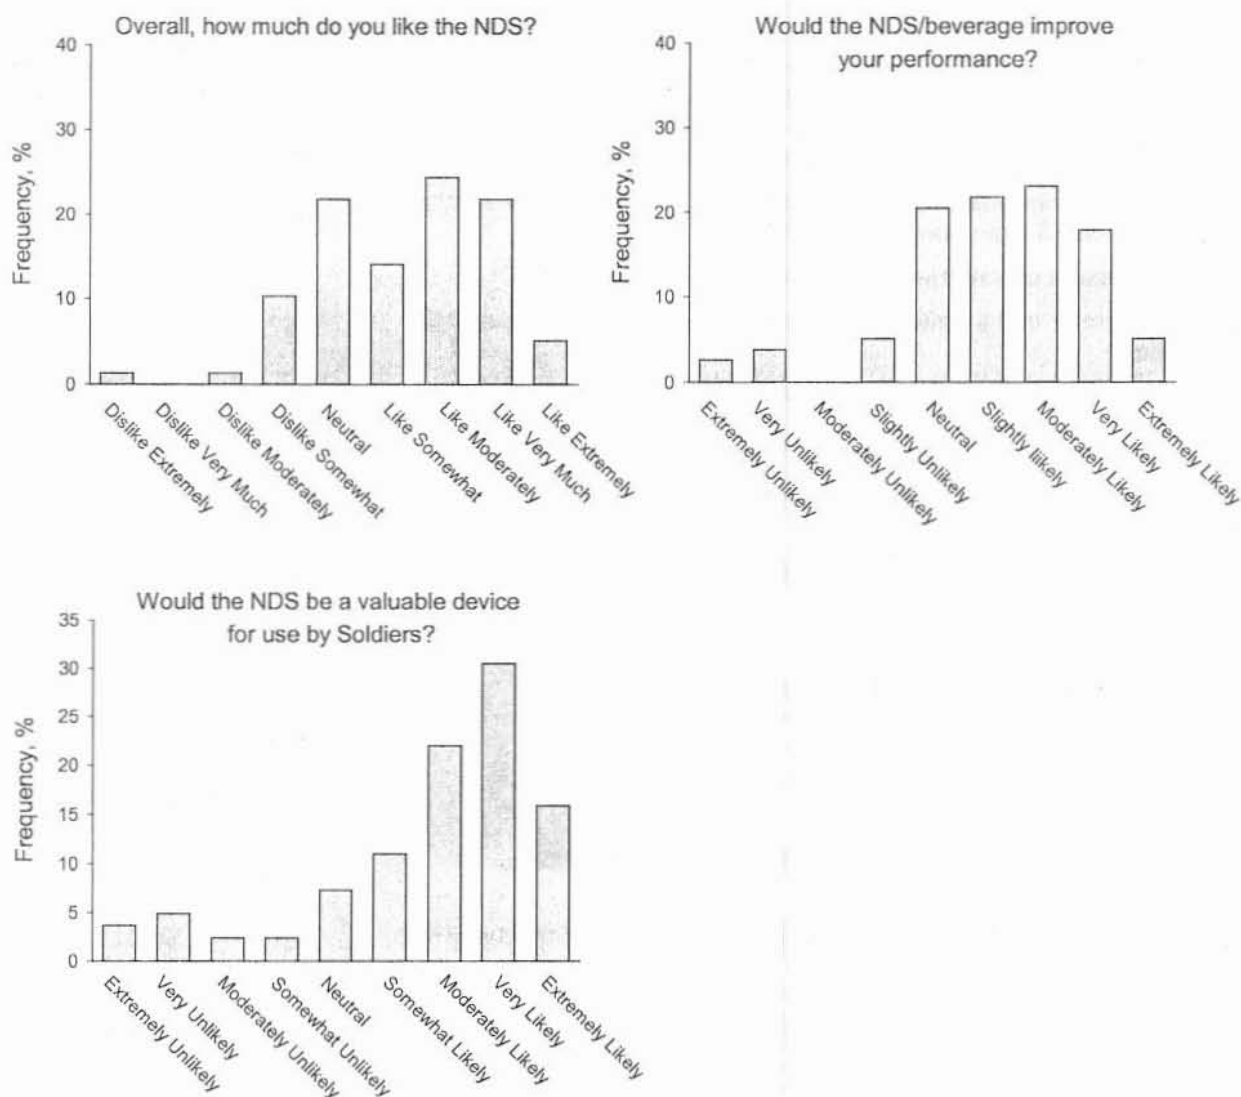 Overall, how much do you like the NDS?
40
30
20
10
0
Frequency, %
Dislike Extremely
Dislike Very Much
Dislike Moderately
Dislike Somewhat
Neutral
Like Somewhat
Like Moderately
Like Very Much
Like Extremely
Would the NDS/beverage improve
your performance?
40
30
20
10
0
Frequency, %
Extremely Unlikely
Very Unlikely
Moderately Unlikely
Slightly Unlikely
Neutral
Slightly liikely
Moderately Likely
Very Likely
Extremely Likely
Would the NDS be a valuable device
for use by Soldiers?
35
30
25
20
15
10
5
0
Frequency, %
Extremely Unlikely
Very Unlikely
Moderately Unlikely
Somewhat Unlikely
Neutral
Somewhat Likely
Moderately Likely
Very Likely
Extremely Likely